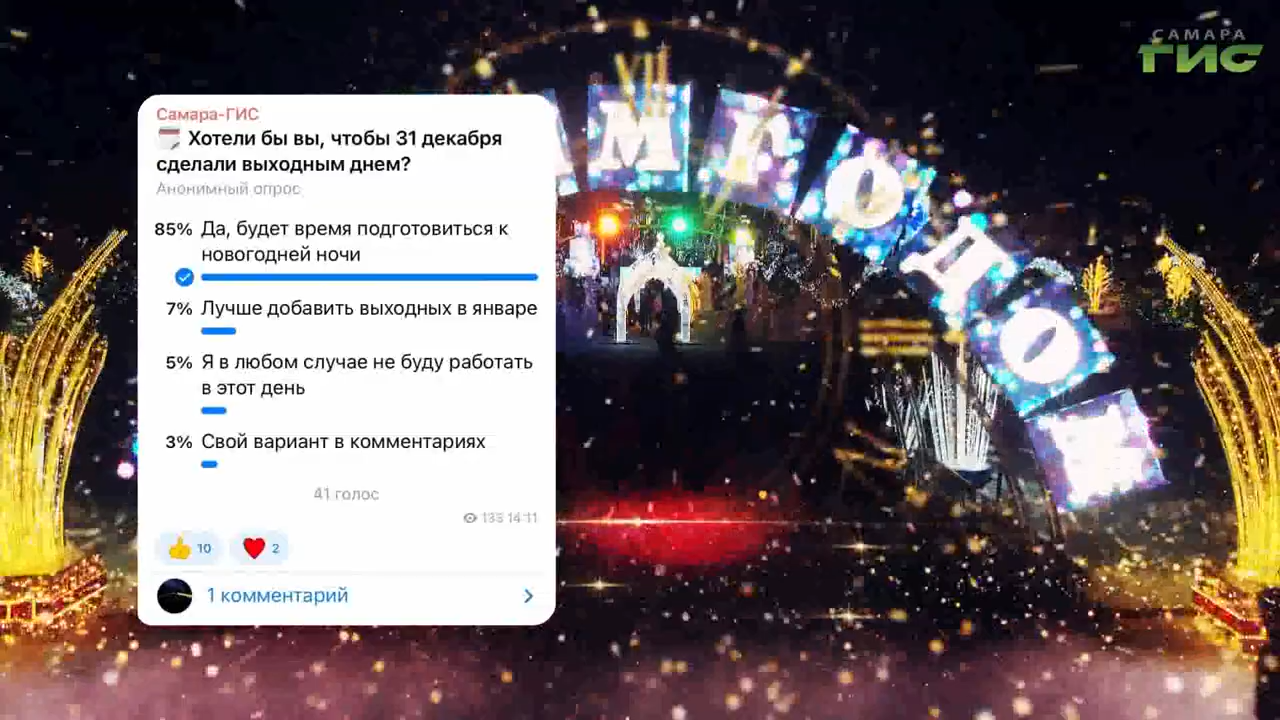 САМАРА
ГИС
VII
М Г О Д О М
Самара-ГИС
Хотели бы вы, чтобы 31 декабря
сделали выходным днем?
Анонимный опрос
85% Да, будет время подготовиться к
новогодней ночи
7% Лучше добавить выходных в январе
5% Я в любом случае не буду работать
в этот день
3% Свой вариант в комментариях
41 голос
14:11
10 2
1 комментарий